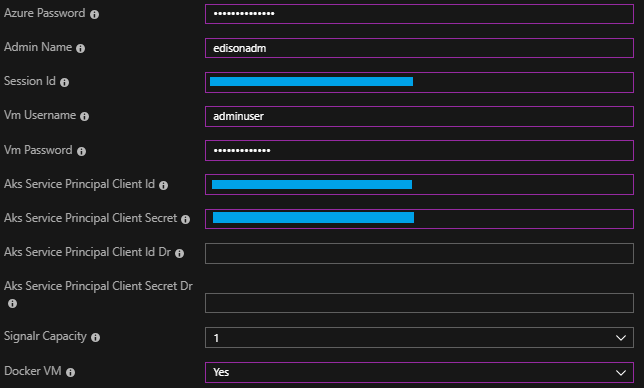 Azure Password ••••••••••••••
Admin Name edisonadm
Session Id
Vm Username adminuser
Vm Password •••••••••••••
Aks Service Principal Client Id
Aks Service Principal Client Secret
Aks Service Principal Client Id Dr
Aks Service Principal Client Secret Dr
Signalr Capacity 1
Docker VM Yes